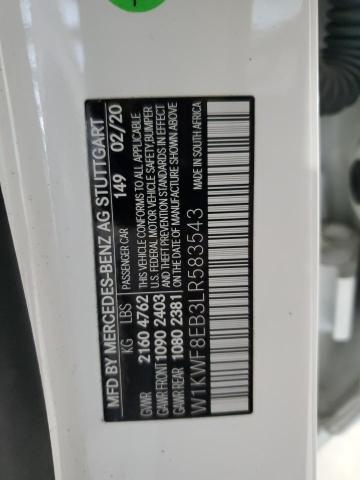 MFD BY MERCEDES-BENZ AG STUTTGART
PASSENGER CAR 149 02/20
KG LBS
GVWR 2160 4762
GAWR FRONT 1090 2403
GAWR REAR 1080 2381
THIS VEHICLE CONFORMS TO ALL APPLICABLE
U.S. FEDERAL MOTOR VEHICLE SAFETY, BUMPER
AND THEFT PREVENTION STANDARDS IN EFFECT
ON THE DATE OF MANUFACTURE SHOWN ABOVE
W1KWF8EB3LR583543
MADE IN SOUTH AFRICA